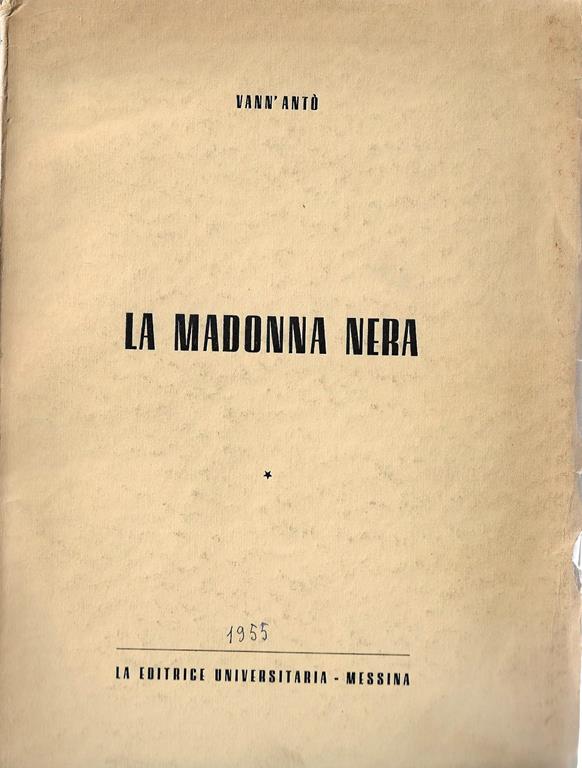 VANN' ANTÒ
LA MADONNA NERA
1955
LA EDITRICE UNIVERSITARIA - MESSINA